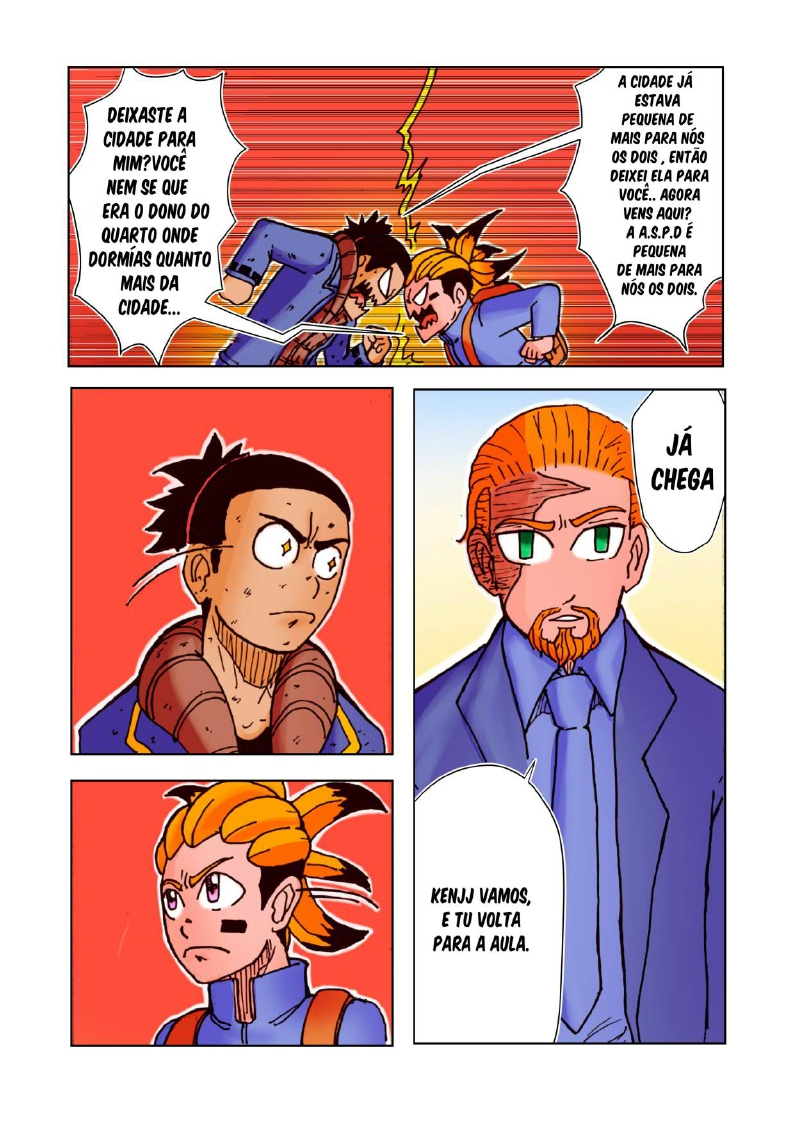 DEIXASTE A
CIDADE PARA
MIM?VOCÊ
NEM SE QUE
ERA O DONO DO
QUARTO ONDE
DORMÍAS QUANTO
MAIS DA
CIDADE...
A CIDADE JÁ
ESTAVA
PEQUENA DE
MAIS PARA NÓS
OS DOIS , ENTÃO
DEIXEI ELA PARA
VOCÊ.. AGORA
VENS AQUI?
A A.S.P.D É
PEQUENA
DE MAIS PARA
NÓS OS DOIS.
JÁ
CHEGA
KENJJ VAMOS,
E TU VOLTA
PARA A AULA.